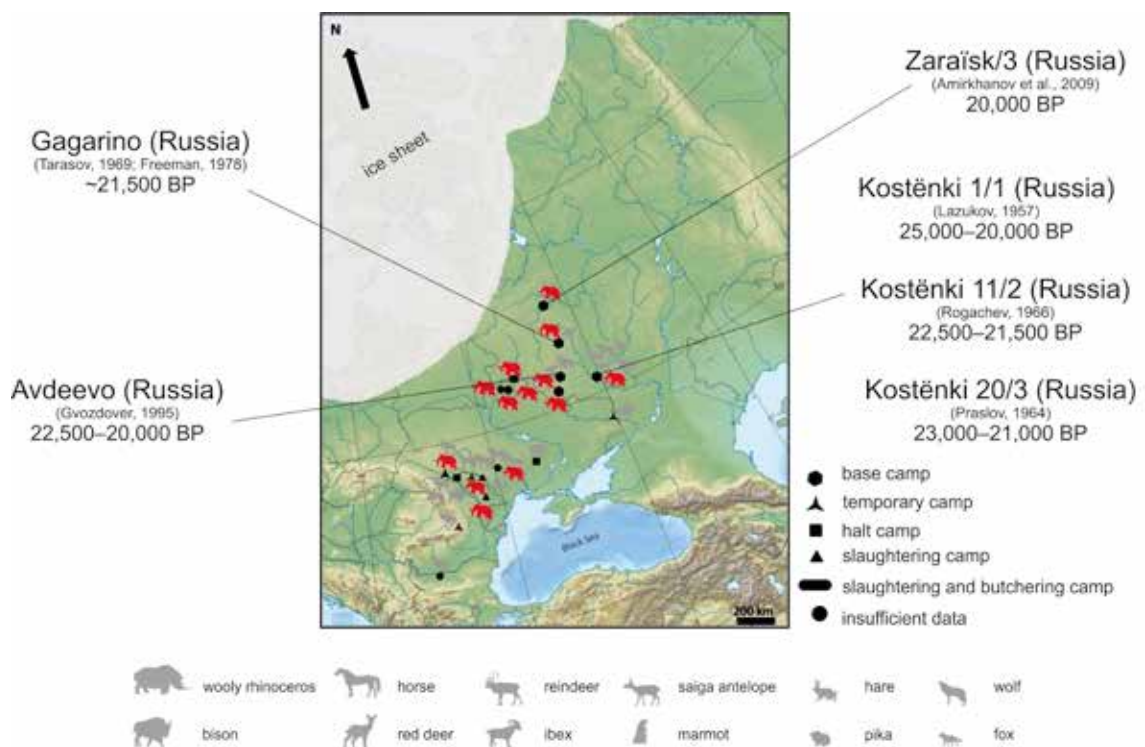 N
ice sheet
Zaraïsk/3 (Russia)
(Amirkhanov et al., 2009)
20,000 BP
Gagarino (Russia)
(Tarasov, 1969; Freeman, 1978)
~21,500 BP
Kostënki 1/1 (Russia)
(Lazukov, 1957)
25,000–20,000 BP
Kostënki 11/2 (Russia)
(Rogachev, 1966)
22,500–21,500 BP
Avdeevo (Russia)
(Gvozdover, 1995)
22,500–20,000 BP
Kostënki 20/3 (Russia)
(Praslov, 1964)
23,000–21,000 BP
base camp
temporary camp
halt camp
slaughtering camp
slaughtering and butchering camp
insufficient data
Black Sea
200 km
wooly rhinoceros horse reindeer saiga antelope hare wolf
bison red deer ibex marmot pika fox